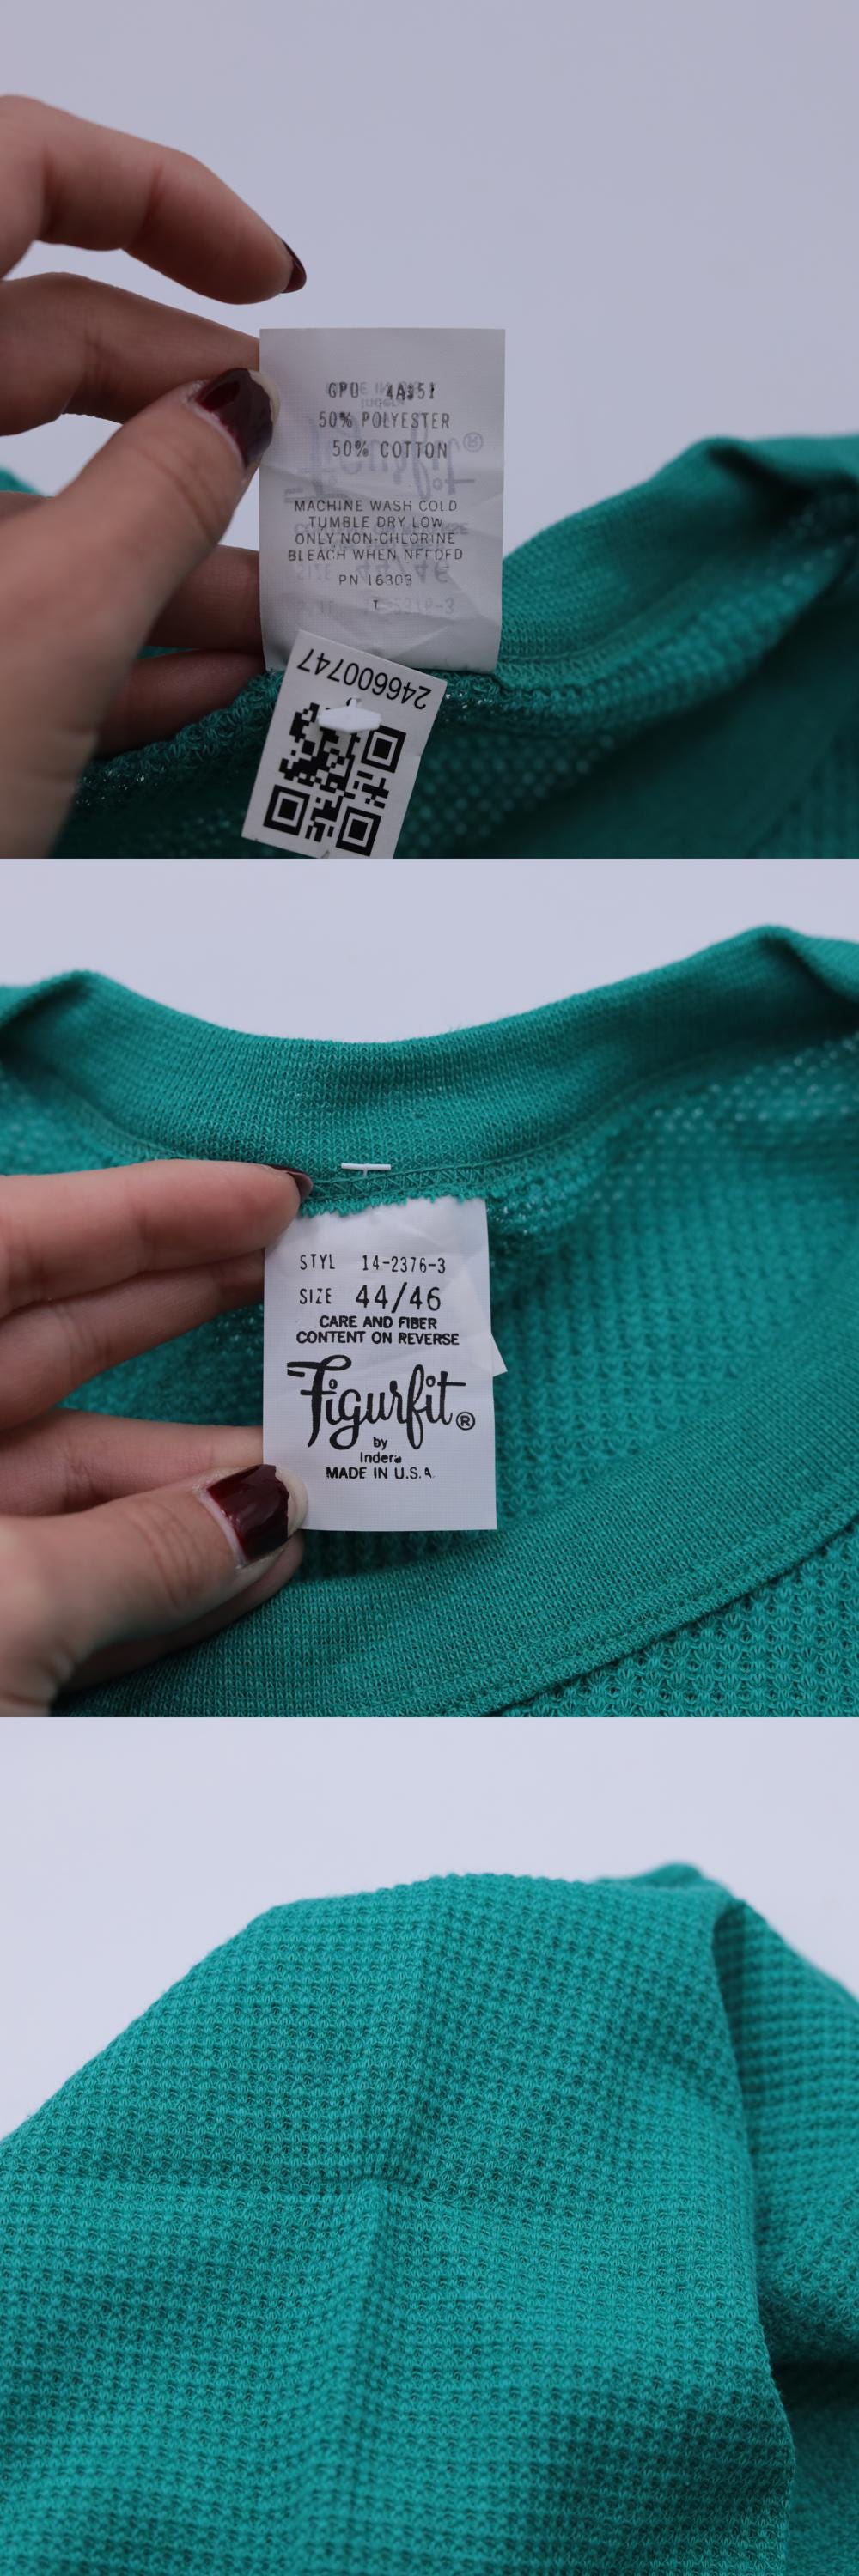 GPU
50% POLYESTER
50% COTTON
MACHINE WASH COLD
TUMBLE DRY LOW
ONLY NON-CHLORINE
BLEACH WHEN NEEDED
PN 16303
T
246600747
STYL 14-2376-3
SIZE 44/46
CARE AND FIBER
CONTENT ON REVERSE
Figurfit®
by
Indera
MADE IN U.S.A.